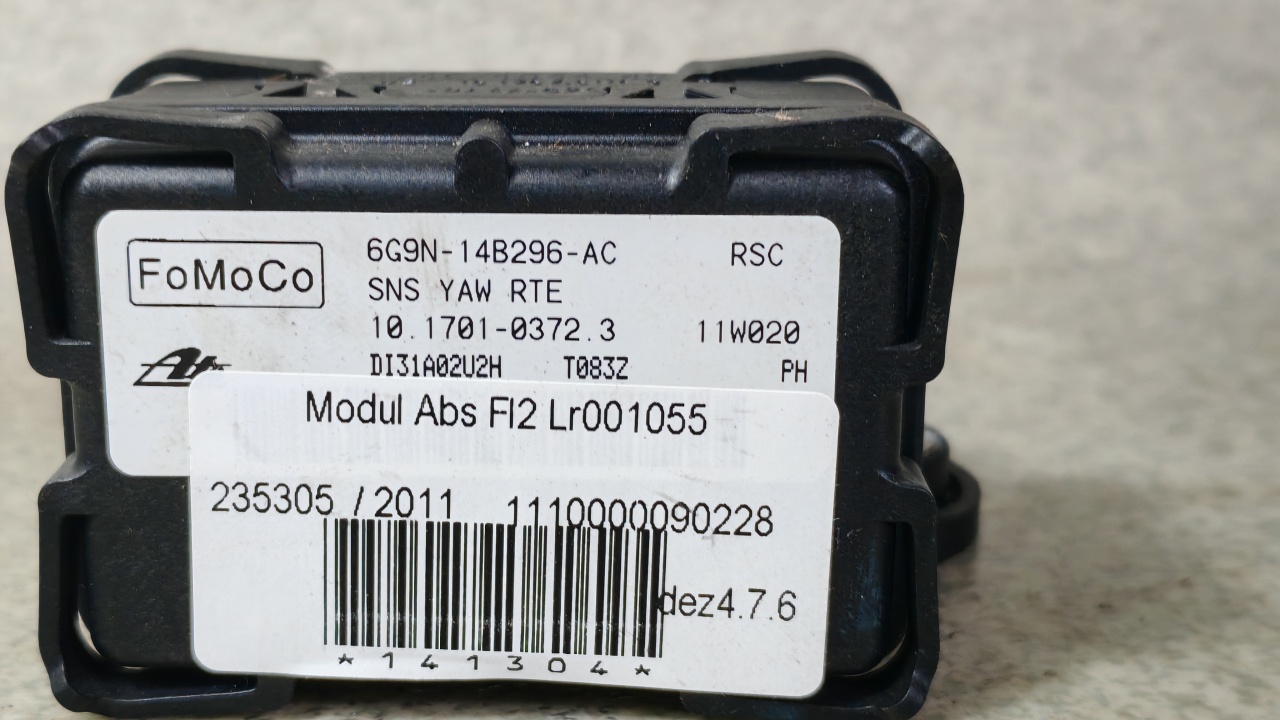 FoMoCo
6G9N-14B296-AC RSC
SNS YAW RTE
10.1701-0372.3 11W020
DI31A02U2H T083Z PH
Modul Abs Fl2 Lr001055
235305 / 2011 1110000090228
dez4.7.6
*141304*